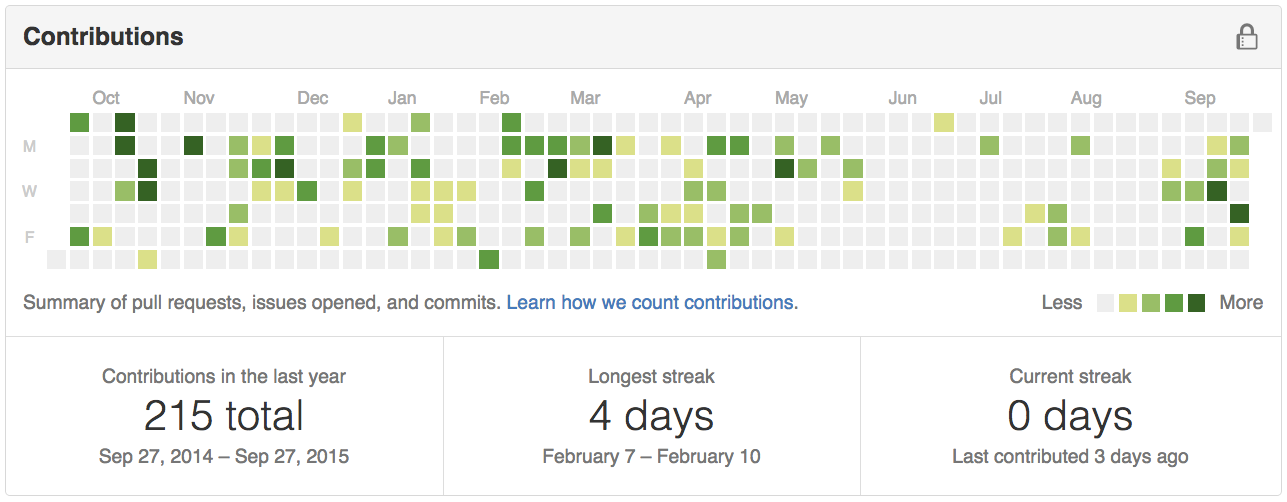 Contributions
Oct Nov Dec Jan Feb Mar Apr May Jun Jul Aug Sep
M
W
F
Summary of pull requests, issues opened, and commits. Learn how we count contributions.
Less More
Contributions in the last year
215 total
Sep 27, 2014 – Sep 27, 2015
Longest streak
4 days
February 7 – February 10
Current streak
0 days
Last contributed 3 days ago